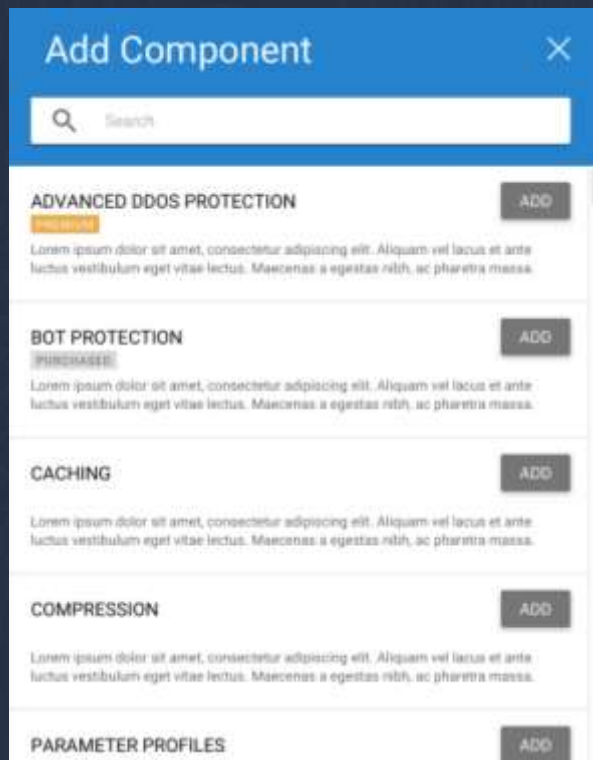 Add Component
Search
ADVANCED DDOS PROTECTION
ADD
PREMIUM
Lorem ipsum dolor sit amet, consectetur adipiscing elit. Aliquam vel lacus et ante
luctus vestibulum eget vitae lectus. Maecenas a egestas nibh, ac pharetra massa.
BOT PROTECTION
ADD
PURCHASED
Lorem ipsum dolor sit amet, consectetur adipiscing elit. Aliquam vel lacus et ante
luctus vestibulum eget vitae lectus. Maecenas a egestas nibh, ac pharetra massa.
CACHING
ADD
Lorem ipsum dolor sit amet, consectetur adipiscing elit. Aliquam vel lacus et ante
luctus vestibulum eget vitae lectus. Maecenas a egestas nibh, ac pharetra massa.
COMPRESSION
ADD
Lorem ipsum dolor sit amet, consectetur adipiscing elit. Aliquam vel lacus et ante
luctus vestibulum eget vitae lectus. Maecenas a egestas nibh, ac pharetra massa.
PARAMETER PROFILES
ADD